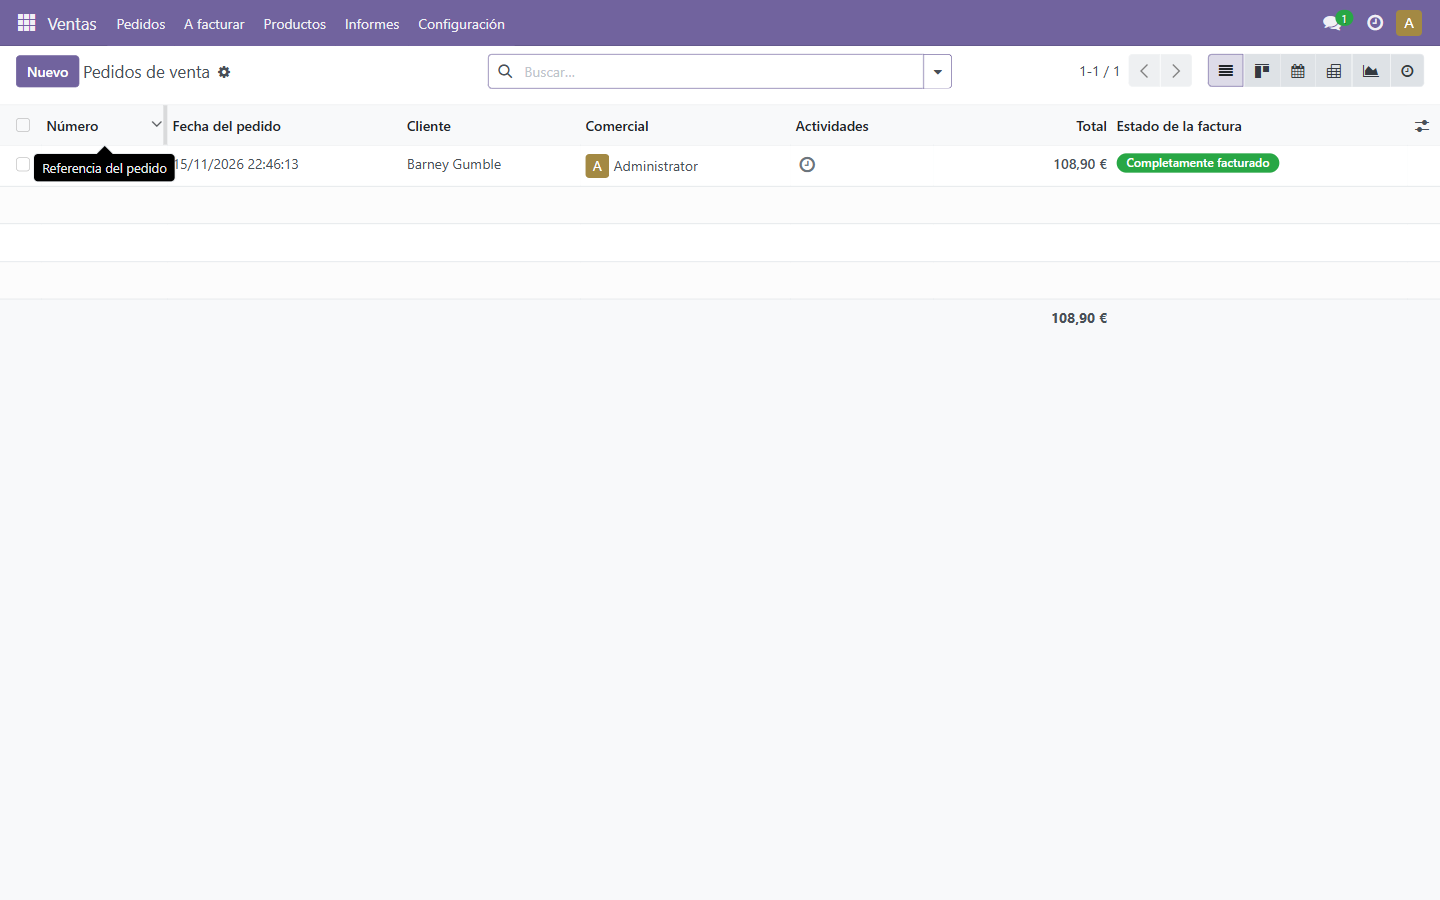 Ventas Pedidos A facturar Productos Informes Configuración 1 A
Nuevo Pedidos de venta Buscar... 1-1 / 1
Número Fecha del pedido Cliente Comercial Actividades Total Estado de la factura
Referencia del pedido 15/11/2026 22:46:13 Barney Gumble A Administrator 108,90 € Completamente facturado
108,90 €